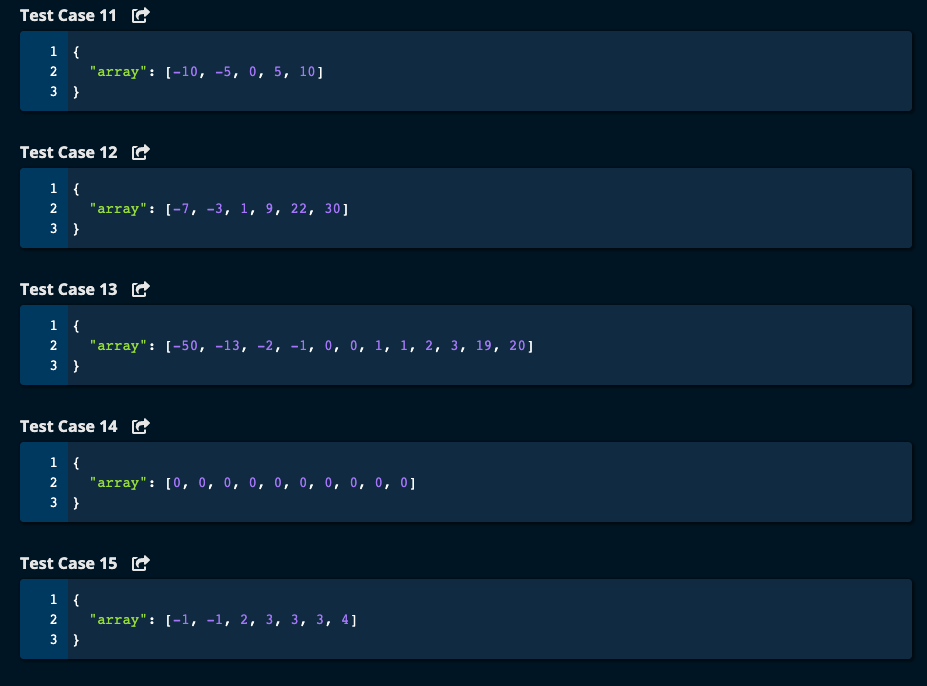 Test Case 11
1 {
2   "array": [-10, -5, 0, 5, 10]
3 }
Test Case 12
1 {
2   "array": [-7, -3, 1, 9, 22, 30]
3 }
Test Case 13
1 {
2   "array": [-50, -13, -2, -1, 0, 0, 1, 1, 2, 3, 19, 20]
3 }
Test Case 14
1 {
2   "array": [0, 0, 0, 0, 0, 0, 0, 0, 0, 0]
3 }
Test Case 15
1 {
2   "array": [-1, -1, 2, 3, 3, 3, 4]
3 }